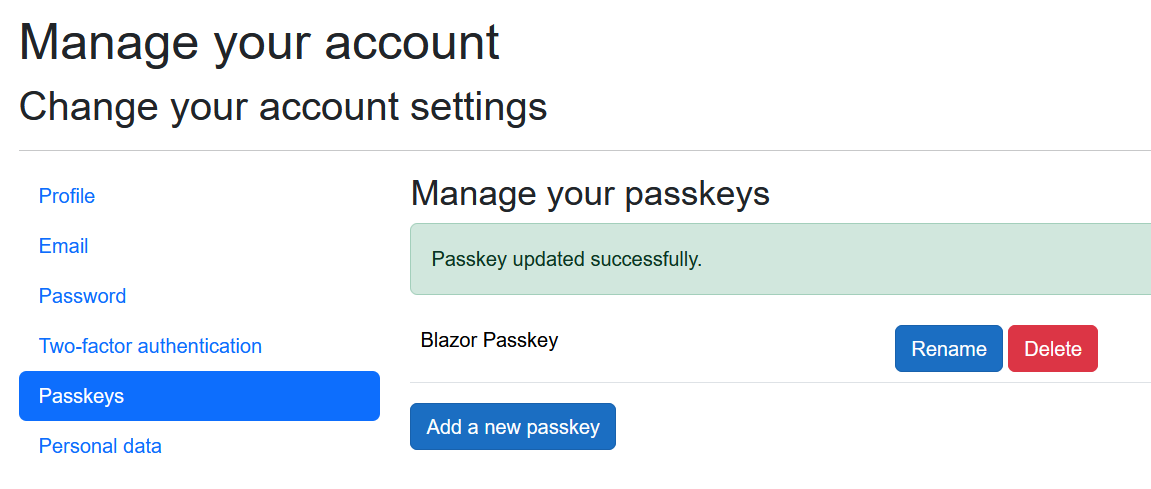 Manage your account
Change your account settings
Profile
Email
Password
Two-factor authentication
Passkeys
Personal data
Manage your passkeys
Passkey updated successfully.
Blazor Passkey
Rename
Delete
Add a new passkey